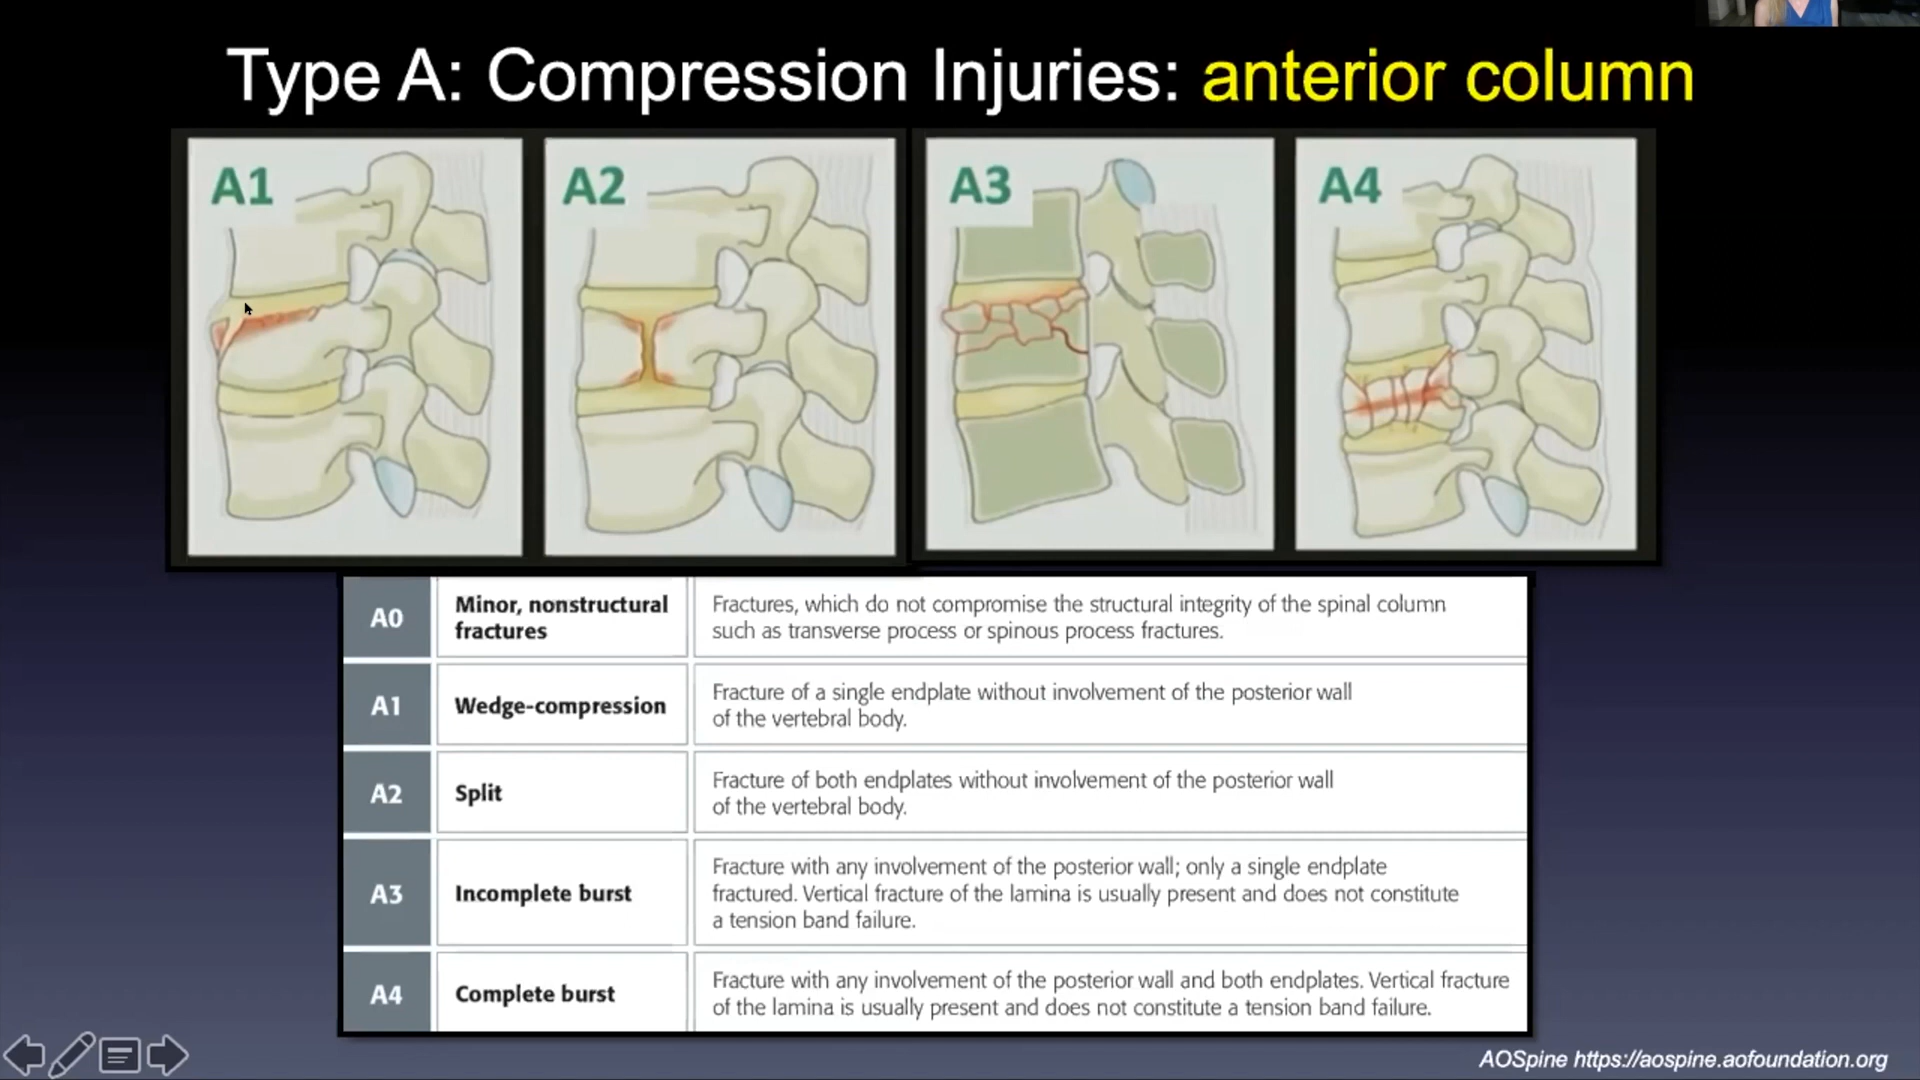 Type A: Compression Injuries: anterior column
A1
A2
A3
A4
A0
Minor, nonstructural
fractures
Fractures, which do not compromise the structural integrity of the spinal column
such as transverse process or spinous process fractures.
A1
Wedge-compression
Fracture of a single endplate without involvement of the posterior wall
of the vertebral body.
A2
Split
Fracture of both endplates without involvement of the posterior wall
of the vertebral body.
A3
Incomplete burst
Fracture with any involvement of the posterior wall; only a single endplate
fractured. Vertical fracture of the lamina is usually present and does not constitute
a tension band failure.
A4
Complete burst
Fracture with any involvement of the posterior wall and both endplates. Vertical fracture
of the lamina is usually present and does not constitute a tension band failure.
AOSpine https://aospine.aofoundation.org